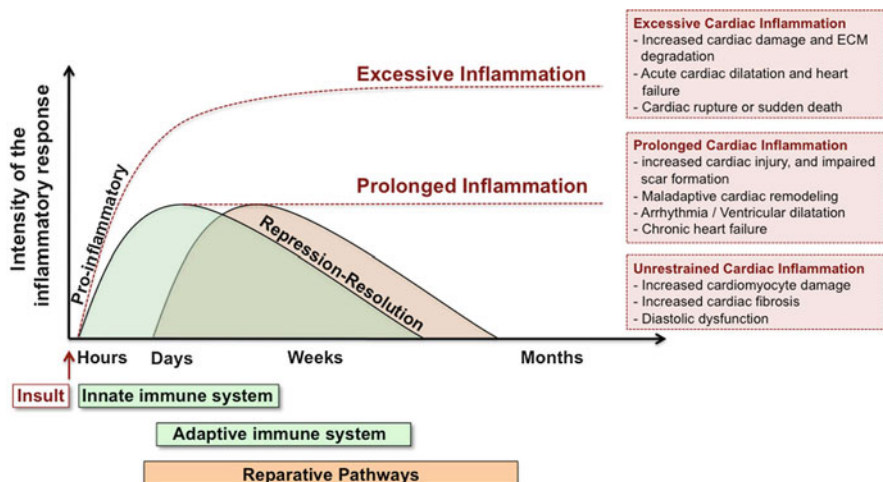 Intensity of the
inflammatory response
Pro-inflammatory
Excessive Inflammation
Prolonged Inflammation
Repression-Resolution
Hours
Days
Weeks
Months
Insult
Innate immune system
Adaptive immune system
Reparative Pathways
Excessive Cardiac Inflammation
- Increased cardiac damage and ECM
degradation
- Acute cardiac dilatation and heart
failure
- Cardiac rupture or sudden death
Prolonged Cardiac Inflammation
- increased cardiac injury, and impaired
scar formation
- Maladaptive cardiac remodeling
- Arrhythmia / Ventricular dilatation
- Chronic heart failure
Unrestrained Cardiac Inflammation
- Increased cardiomyocyte damage
- Increased cardiac fibrosis
- Diastolic dysfunction